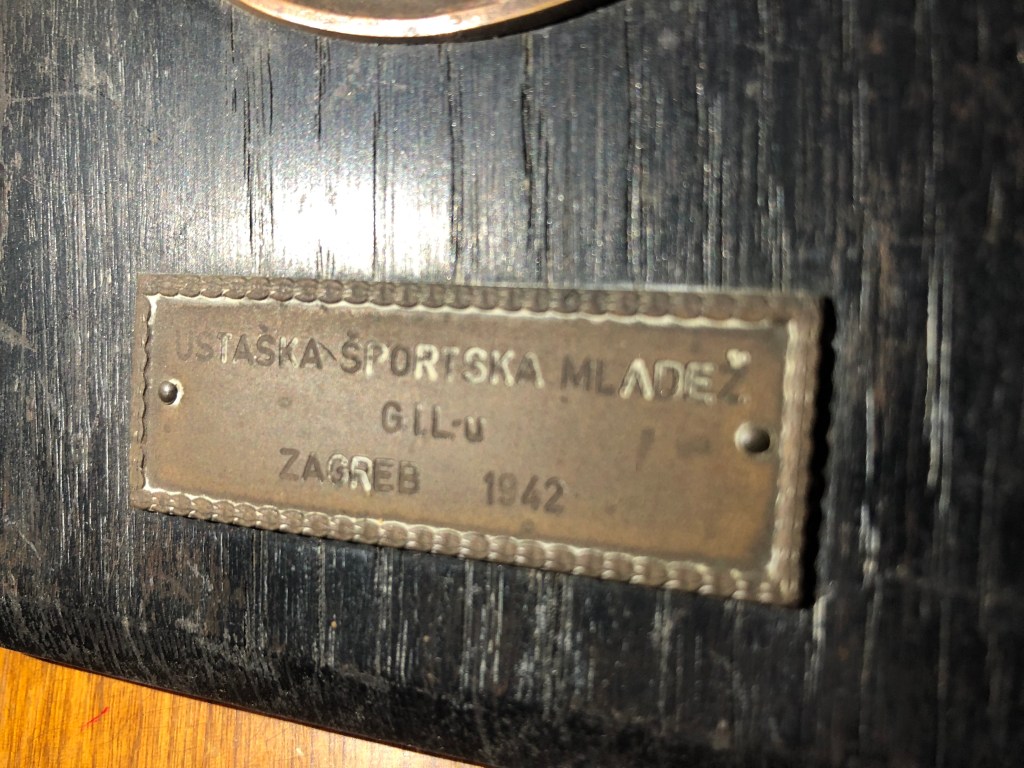 USTAŠKA ŠPORTSKA MLADEŽ
G I L-u
ZAGREB 1942